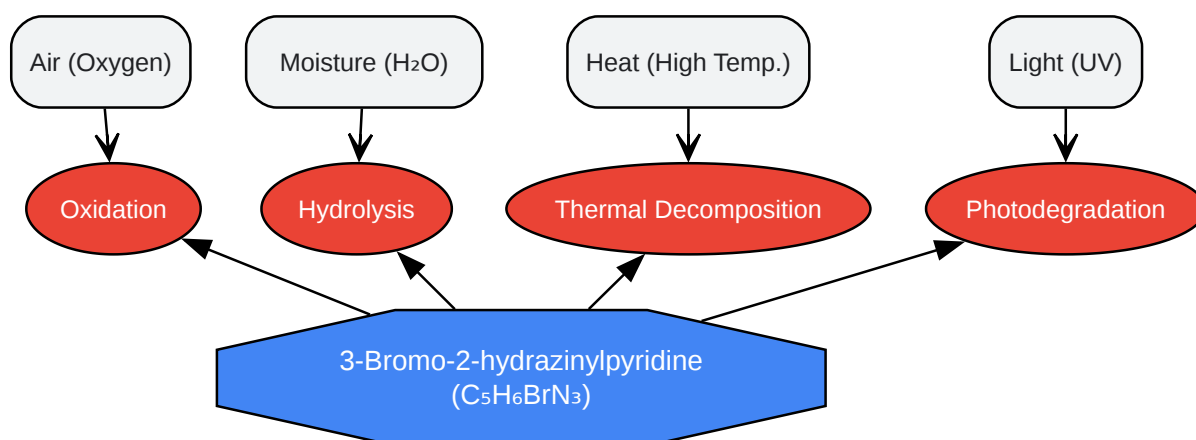 Air (Oxygen)
Moisture (H₂O)
Heat (High Temp.)
Light (UV)
Oxidation
Hydrolysis
Thermal Decomposition
Photodegradation
3-Bromo-2-hydrazinylpyridine
(C₅H₆BrN₃)